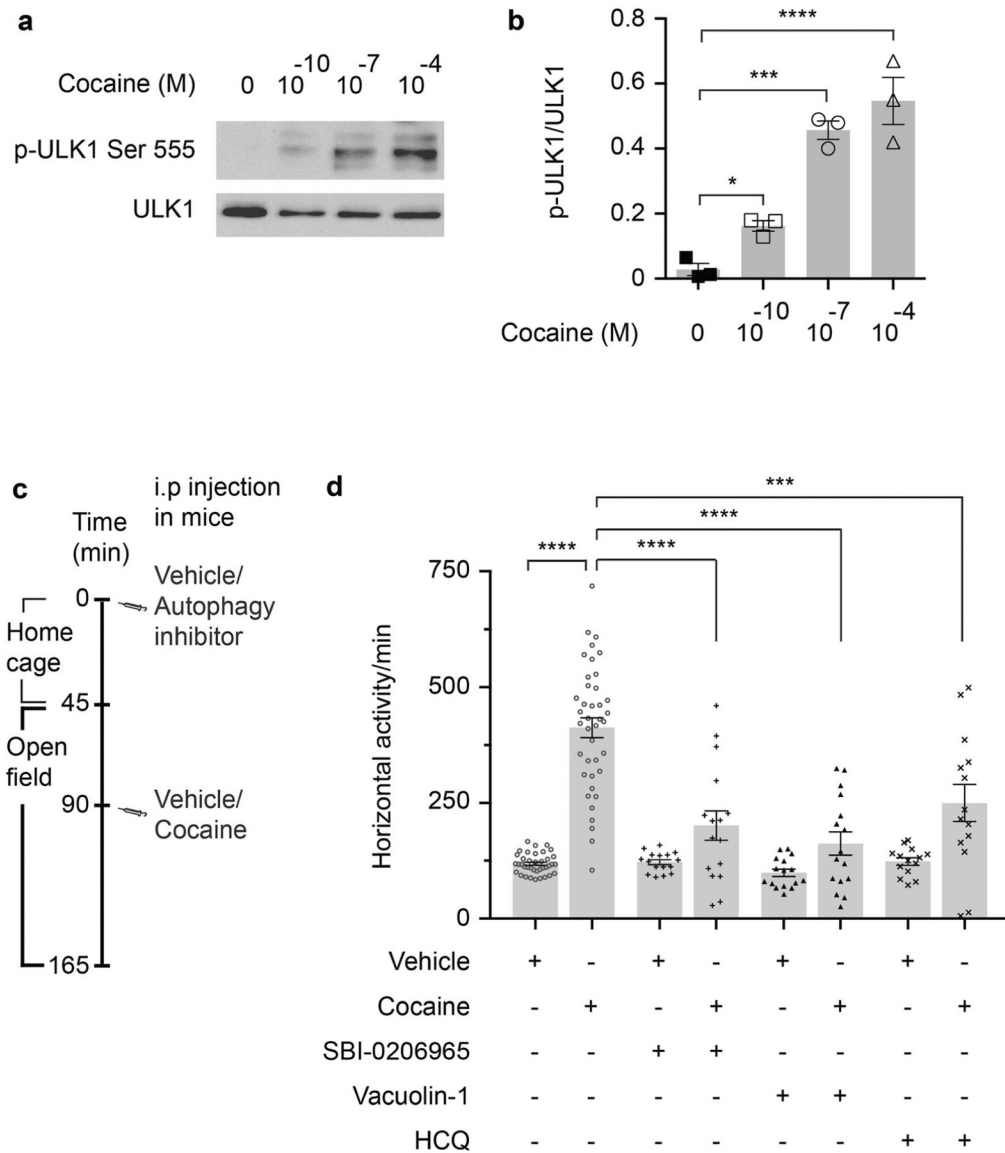 a
Cocaine (M) 0 10^-10 10^-7 10^-4
p-ULK1 Ser 555
ULK1
b
p-ULK1/ULK1
0.8
0.6
0.4
0.2
0
****
***
*
Cocaine (M) 0 10^-10 10^-7 10^-4
c
i.p injection
in mice
Time
(min)
0
Vehicle/
Autophagy
inhibitor
Home
cage
45
Open
field
90
Vehicle/
Cocaine
165
d
Horizontal activity/min
750
500
250
0
***
****
**** ****
Vehicle + - + - + - + -
Cocaine - + - + - + - +
SBI-0206965 - - + + - - - -
Vacuolin-1 - - - - + + - -
HCQ - - - - - - + +